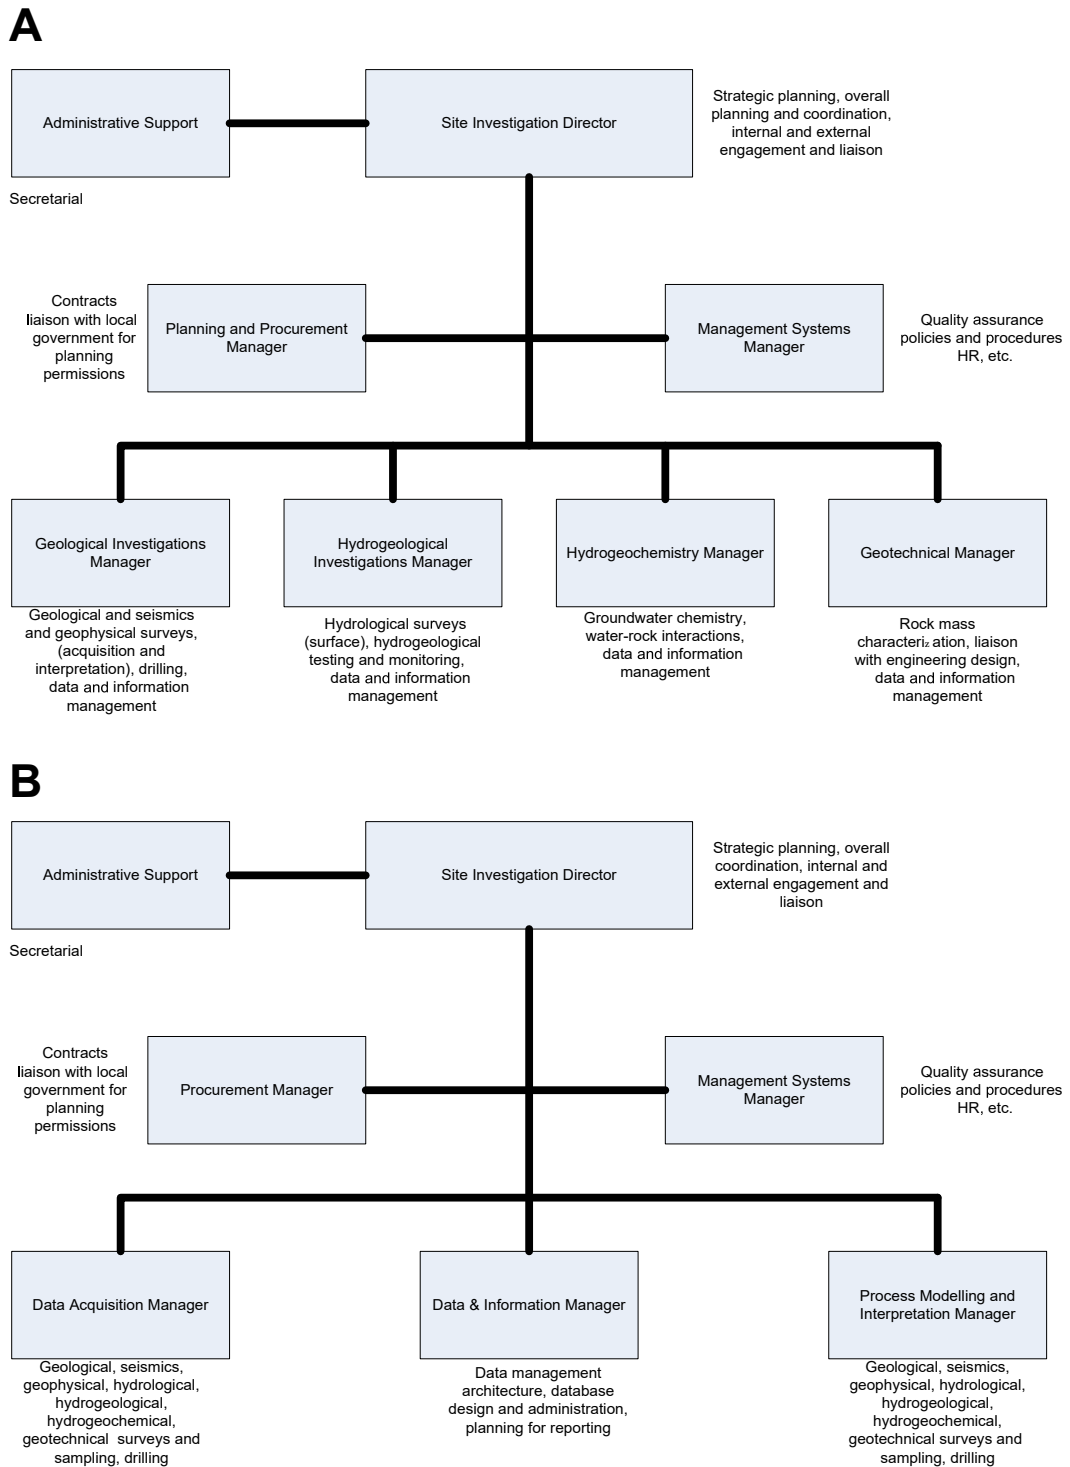 A
Administrative Support
Site Investigation Director
Strategic planning, overall
planning and coordination,
internal and external
engagement and liaison
Secretarial
Contracts
liaison with local
government for
planning
permissions
Planning and Procurement
Manager
Management Systems
Manager
Quality assurance
policies and procedures
HR, etc.
Geological Investigations
Manager
Geological and seismics
and geophysical surveys,
(acquisition and
interpretation), drilling,
data and information
management
Hydrogeological
Investigations Manager
Hydrological surveys
(surface), hydrogeological
testing and monitoring,
data and information
management
Hydrogeochemistry Manager
Groundwater chemistry,
water-rock interactions,
data and information
management
Geotechnical Manager
Rock mass
characteriz ation, liaison
with engineering design,
data and information
management
B
Administrative Support
Site Investigation Director
Strategic planning, overall
coordination, internal and
external engagement and
liaison
Secretarial
Contracts
liaison with local
government for
planning
permissions
Procurement Manager
Management Systems
Manager
Quality assurance
policies and procedures
HR, etc.
Data Acquisition Manager
Geological, seismics,
geophysical, hydrological,
hydrogeological,
hydrogeochemical,
geotechnical surveys and
sampling, drilling
Data & Information Manager
Data management
architecture, database
design and administration,
planning for reporting
Process Modelling and
Interpretation Manager
Geological, seismics,
geophysical, hydrological,
hydrogeological,
hydrogeochemical,
geotechnical surveys and
sampling, drilling